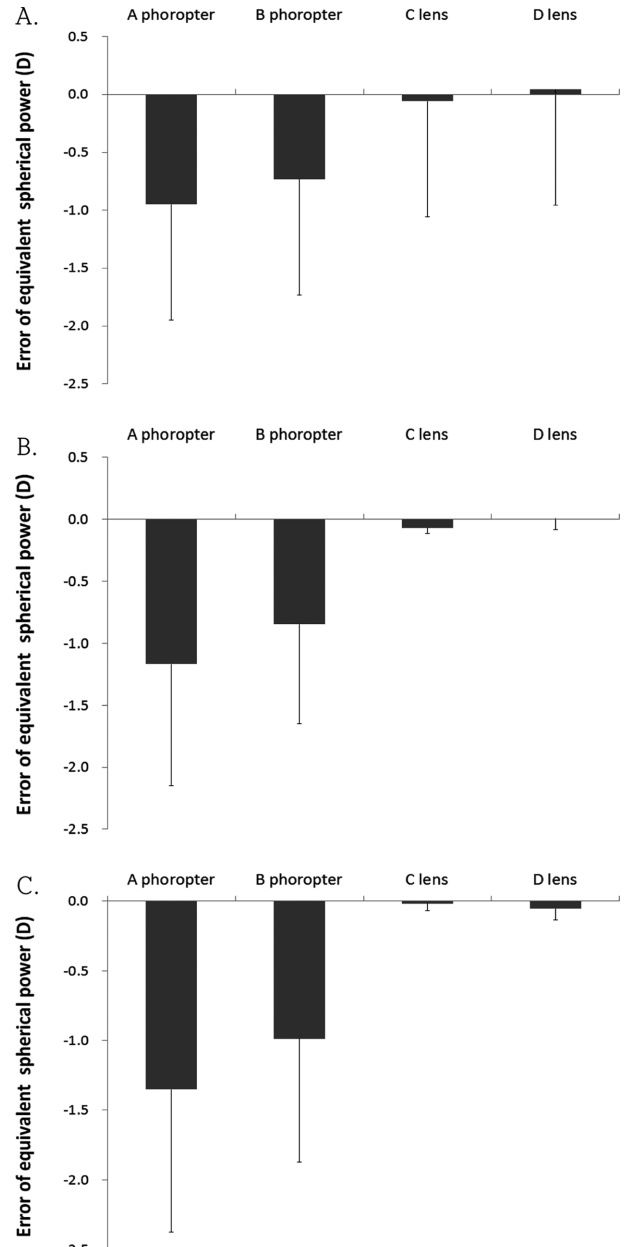 A.
A phoropter B phoropter C lens D lens
Error of equivalent spherical power (D)
0.5
0.0
-0.5
-1.0
-1.5
-2.0
-2.5
B.
A phoropter B phoropter C lens D lens
Error of equivalent spherical power (D)
0.5
0.0
-0.5
-1.0
-1.5
-2.0
-2.5
C.
A phoropter B phoropter C lens D lens
Error of equivalent spherical power (D)
0.0
-0.5
-1.0
-1.5
-2.0